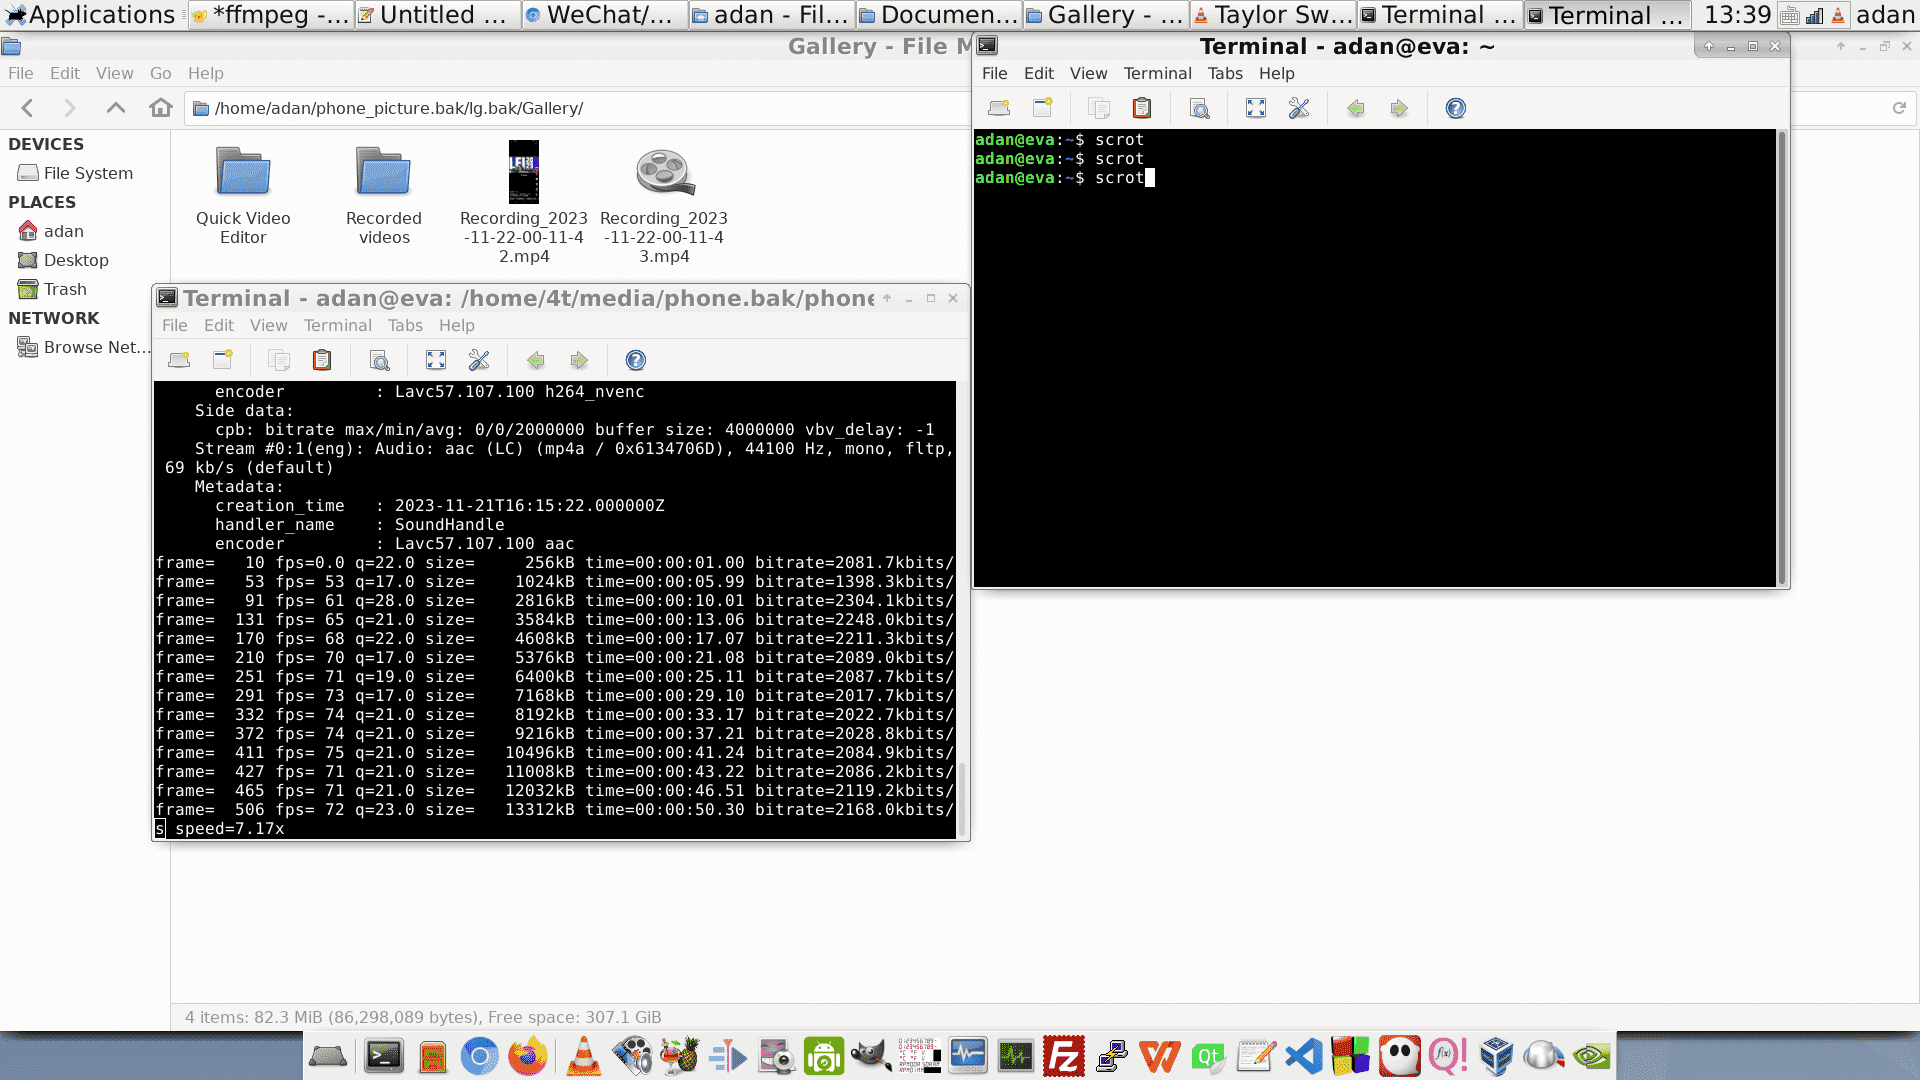 Applications *ffmpeg -... Untitled ... WeChat/... adan - Fil... Documen... Gallery - ... Taylor Sw... Terminal ... Terminal ... 13:39 adan
Gallery - File M
File Edit View Go Help
/home/adan/phone_picture.bak/lg.bak/Gallery/
DEVICES
File System
PLACES
adan
Desktop
Trash
NETWORK
Browse Net...
Quick Video
Editor
Recorded
videos
Recording_2023
-11-22-00-11-4
2.mp4
Recording_2023
-11-22-00-11-4
3.mp4
Terminal - adan@eva: ~
File Edit View Terminal Tabs Help
adan@eva:~$ scrot
adan@eva:~$ scrot
adan@eva:~$ scrot
Terminal - adan@eva: /home/4t/media/phone.bak/phone
File Edit View Terminal Tabs Help
encoder : Lavc57.107.100 h264_nvenc
Side data:
cpb: bitrate max/min/avg: 0/0/2000000 buffer size: 4000000 vbv_delay: -1
Stream #0:1(eng): Audio: aac (LC) (mp4a / 0x6134706D), 44100 Hz, mono, fltp,
69 kb/s (default)
Metadata:
creation_time : 2023-11-21T16:15:22.000000Z
handler_name : SoundHandle
encoder : Lavc57.107.100 aac
frame= 10 fps=0.0 q=22.0 size= 256kB time=00:00:01.00 bitrate=2081.7kbits/
frame= 53 fps= 53 q=17.0 size= 1024kB time=00:00:05.99 bitrate=1398.3kbits/
frame= 91 fps= 61 q=28.0 size= 2816kB time=00:00:10.01 bitrate=2304.1kbits/
frame= 131 fps= 65 q=21.0 size= 3584kB time=00:00:13.06 bitrate=2248.0kbits/
frame= 170 fps= 68 q=22.0 size= 4608kB time=00:00:17.07 bitrate=2211.3kbits/
frame= 210 fps= 70 q=17.0 size= 5376kB time=00:00:21.08 bitrate=2089.0kbits/
frame= 251 fps= 71 q=19.0 size= 6400kB time=00:00:25.11 bitrate=2087.7kbits/
frame= 291 fps= 73 q=17.0 size= 7168kB time=00:00:29.10 bitrate=2017.7kbits/
frame= 332 fps= 74 q=21.0 size= 8192kB time=00:00:33.17 bitrate=2022.7kbits/
frame= 372 fps= 74 q=21.0 size= 9216kB time=00:00:37.21 bitrate=2028.8kbits/
frame= 411 fps= 75 q=21.0 size= 10496kB time=00:00:41.24 bitrate=2084.9kbits/
frame= 427 fps= 71 q=21.0 size= 11008kB time=00:00:43.22 bitrate=2086.2kbits/
frame= 465 fps= 71 q=21.0 size= 12032kB time=00:00:46.51 bitrate=2119.2kbits/
frame= 506 fps= 72 q=23.0 size= 13312kB time=00:00:50.30 bitrate=2168.0kbits/
s speed=7.17x
4 items: 82.3 MiB (86,298,089 bytes), Free space: 307.1 GiB